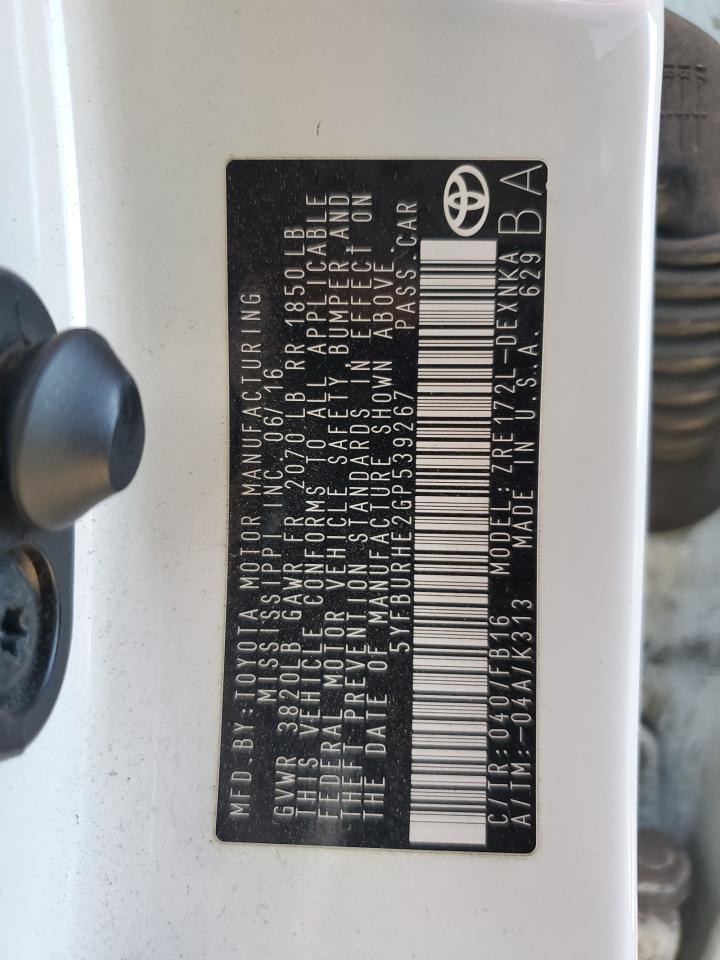 MFD.BY:TOYOTA MOTOR MANUFACTURING
MISSISSIPPI INC.06/16
GVWR 3820LB GAWR FR 2070 LB RR 1850 LB
THIS VEHICLE CONFORMS TO ALL APPLICABLE
FEDERAL MOTOR VEHICLE SAFETY, BUMPER,AND
THEFT PREVENTION STANDARDS IN EFFECT ON
THE DATE OF MANUFACTURE SHOWN ABOVE.
5YFBURHE2GP539267 PASS.CAR
C/TR:040/FB16 MODEL:ZRE172L-DEXNKA
A/TM:-04A/K313 MADE IN U.S.A. 629
BA